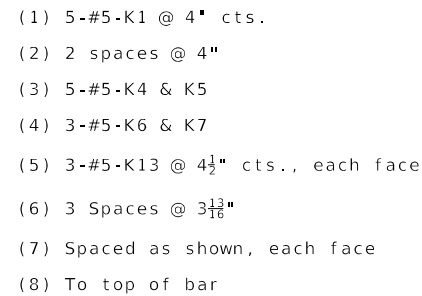 (1) 5-#5-K1 @ 4" cts.
(2) 2 spaces @ 4"
(3) 5-#5-K4 & K5
(4) 3-#5-K6 & K7
(5) 3-#5-K13 @ 4½" cts., each face
(6) 3 Spaces @ 3 13/16"
(7) Spaced as shown, each face
(8) To top of bar